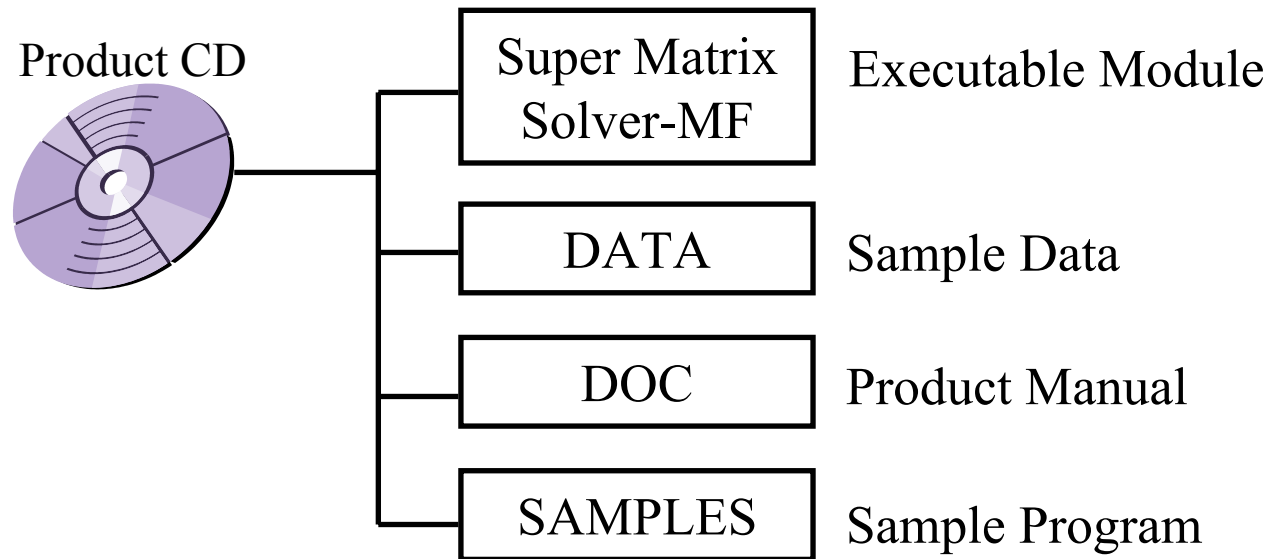 Product CD
Super Matrix
Solver-MF
Executable Module
DATA
Sample Data
DOC
Product Manual
SAMPLES
Sample Program